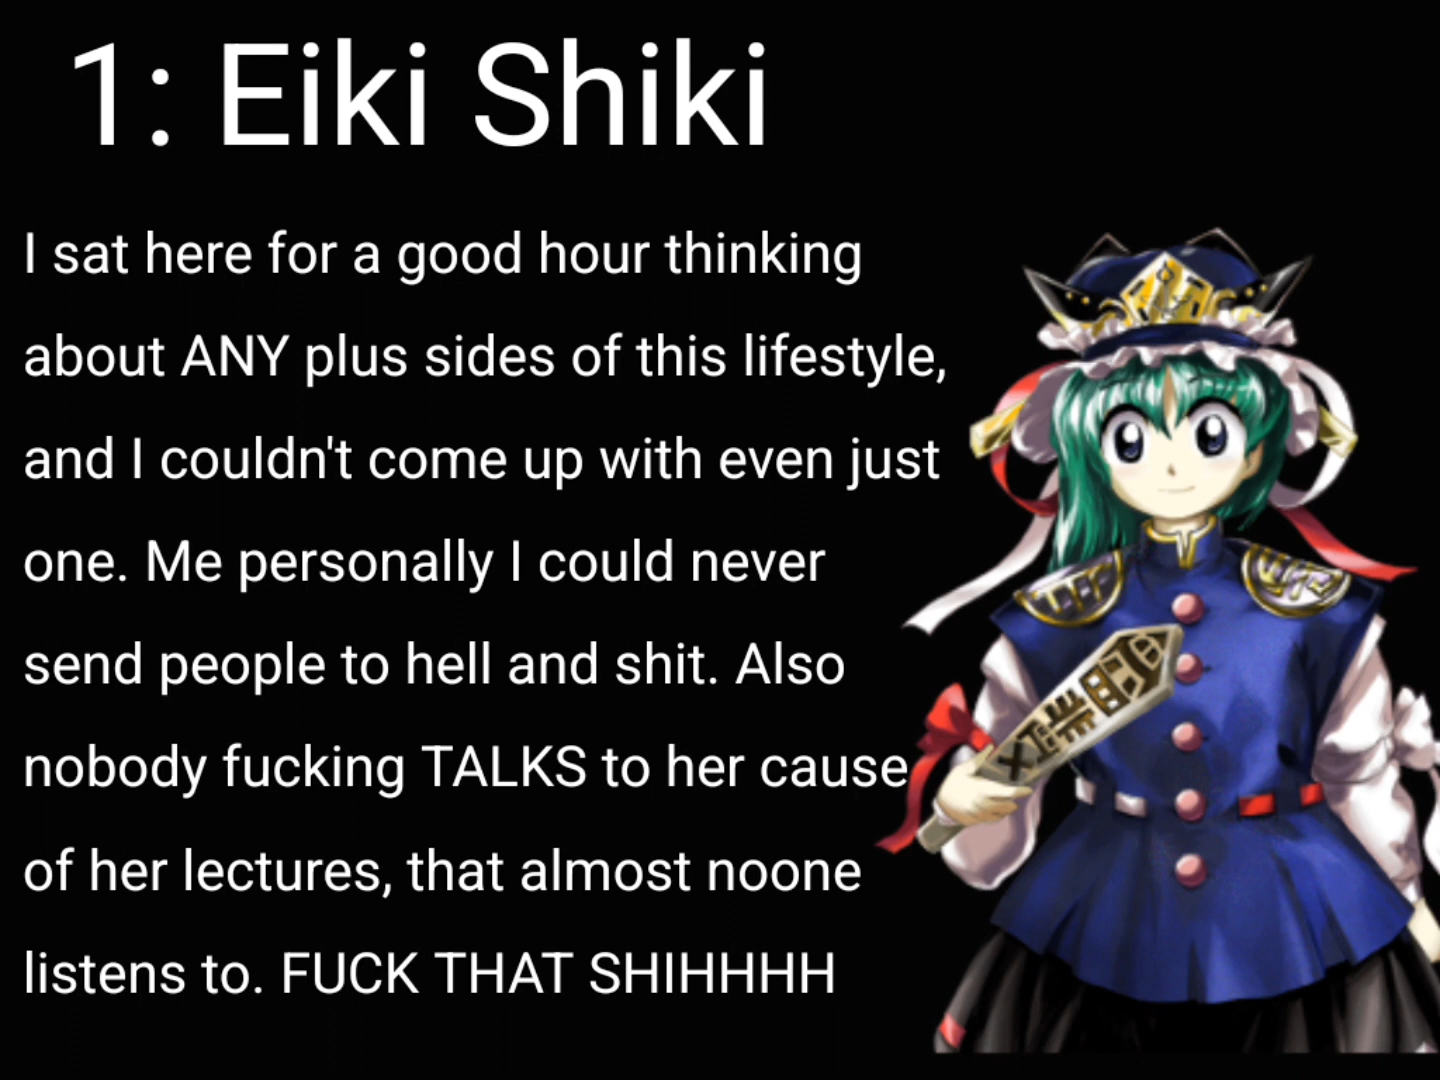 1: Eiki Shiki
I sat here for a good hour thinking
about ANY plus sides of this lifestyle,
and I couldn't come up with even just
one. Me personally I could never
send people to hell and shit. Also
nobody fucking TALKS to her cause
of her lectures, that almost noone
listens to. FUCK THAT SHIHHHH